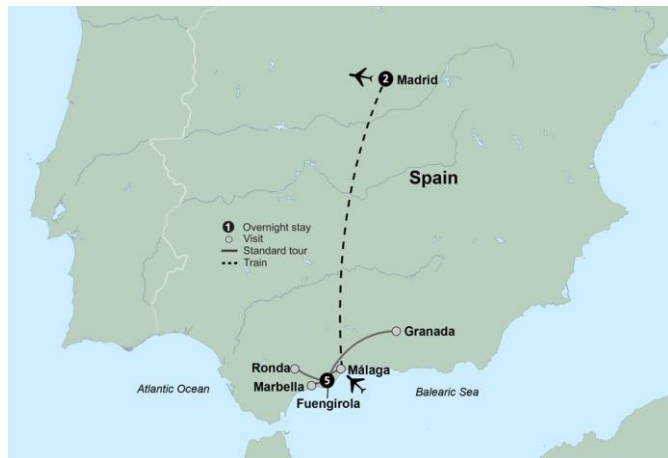 2 Madrid
Spain
1 Overnight stay
Visit
Standard tour
Train
Granada
Ronda
Málaga
Marbella
5
Fuengirola
Atlantic Ocean
Balearic Sea